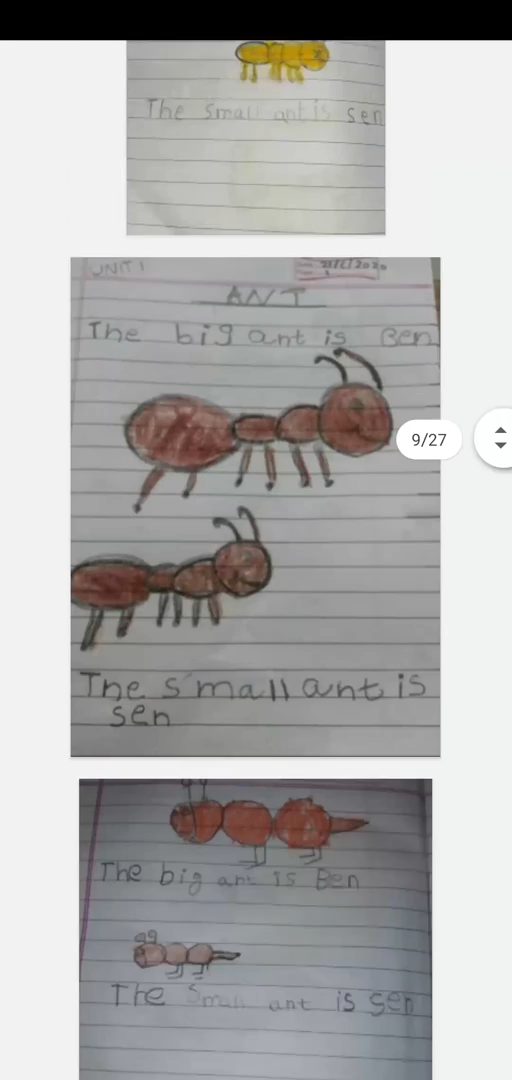 The small ant is sen
UNIT 1
ANT
The big ant is Ben
9/27
The small ant is
sen
The big ant is Ben
The small ant is sen